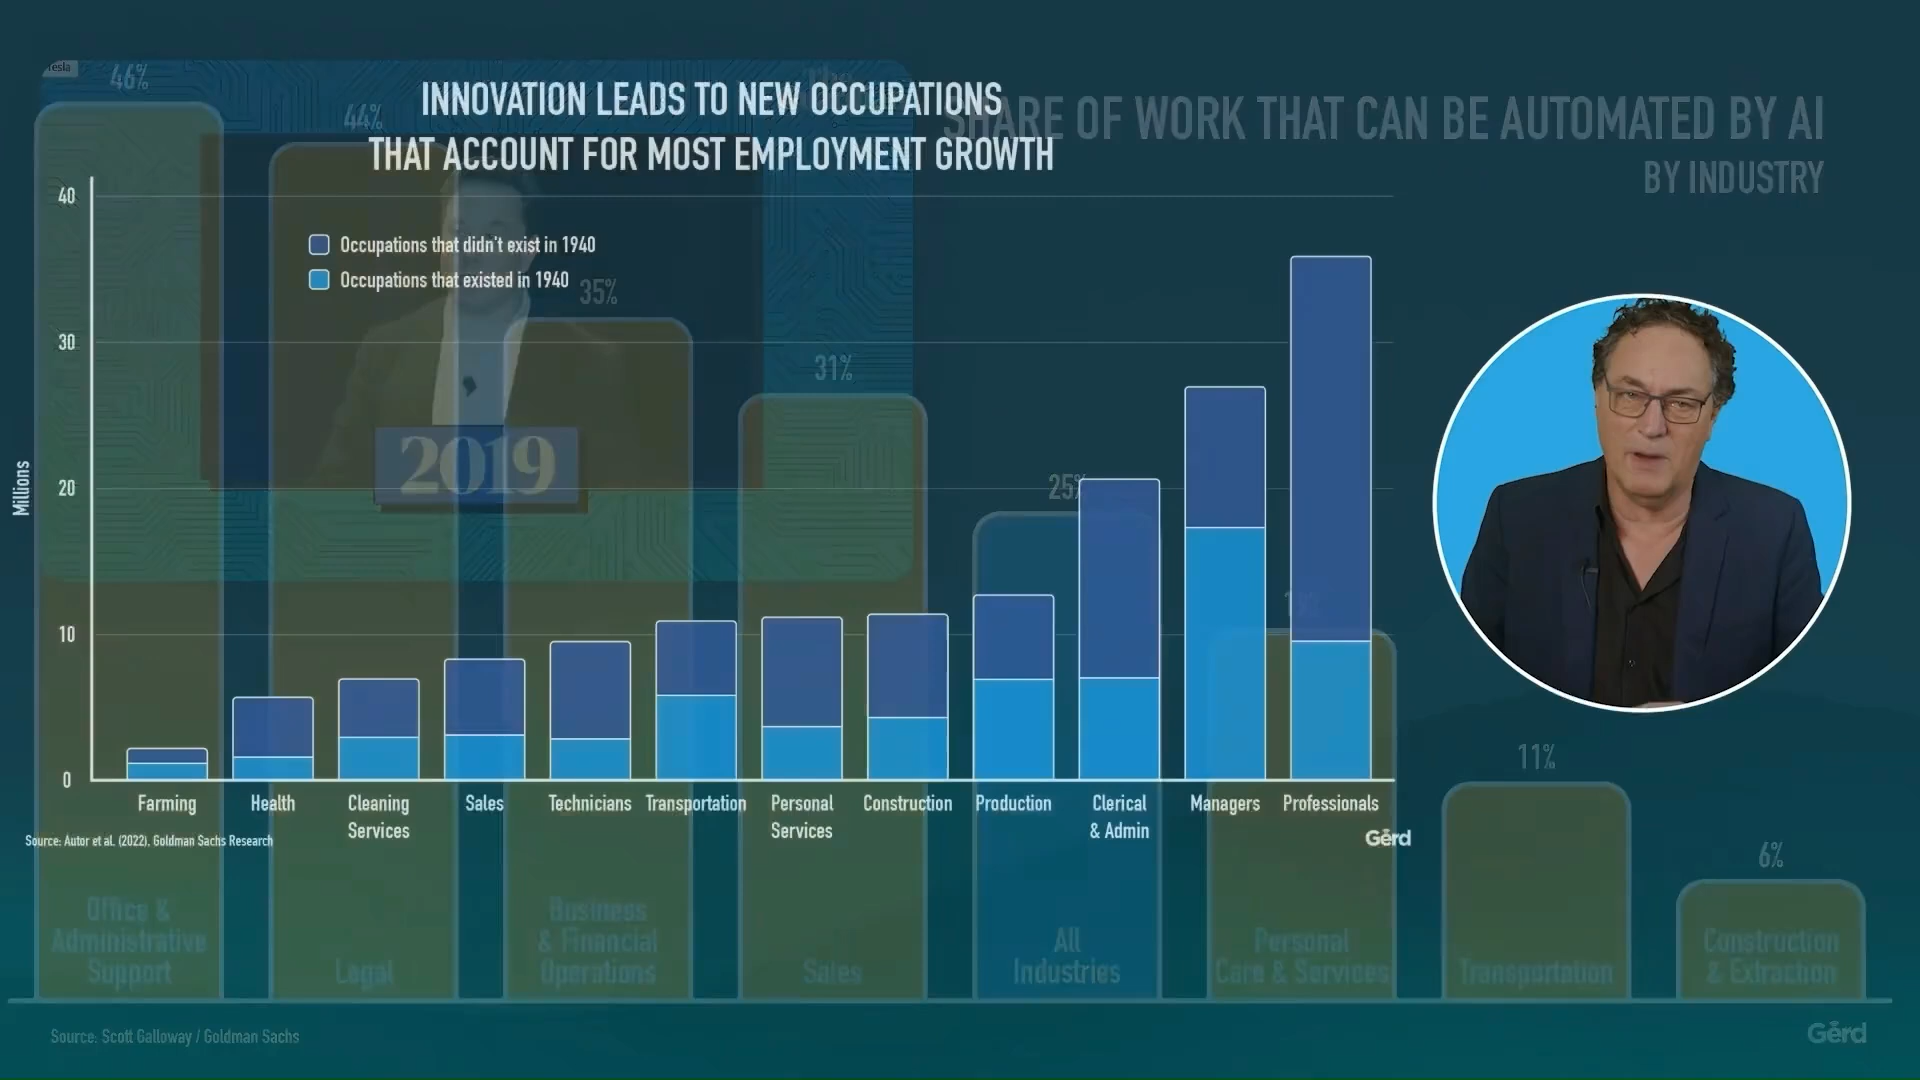 Tesla
46%
44%
INNOVATION LEADS TO NEW OCCUPATIONS
THAT ACCOUNT FOR MOST EMPLOYMENT GROWTH
SHARE OF WORK THAT CAN BE AUTOMATED BY AI
BY INDUSTRY
40
30
20
10
0
Millions
Occupations that didn't exist in 1940
Occupations that existed in 1940
35%
31%
25%
2019
11%
6%
Farming
Health
Cleaning
Services
Sales
Technicians
Transportation
Personal
Services
Construction
Production
Clerical
& Admin
Managers
Professionals
Source: Autor et al. (2022), Goldman Sachs Research
Gerd
Office &
Administrative
Support
Legal
Business
& Financial
Operations
Sales
All
Industries
Personal
Care & Services
Transportation
Construction
& Extraction
Source: Scott Galloway / Goldman Sachs
Gerd